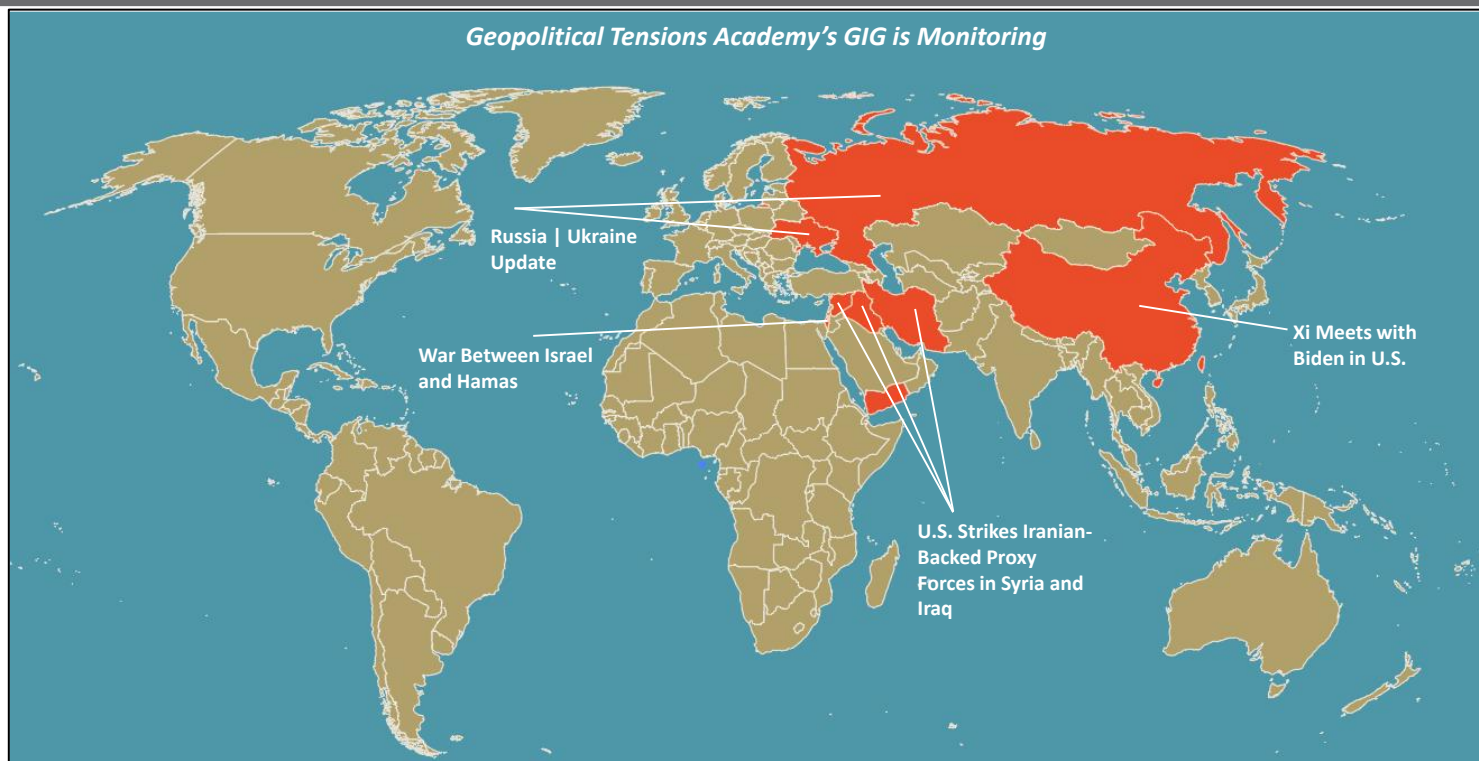 Geopolitical Tensions Academy's GIG is Monitoring
Russia | Ukraine
Update
War Between Israel
and Hamas
Xi Meets with
Biden in U.S.
U.S. Strikes Iranian-
Backed Proxy
Forces in Syria and
Iraq